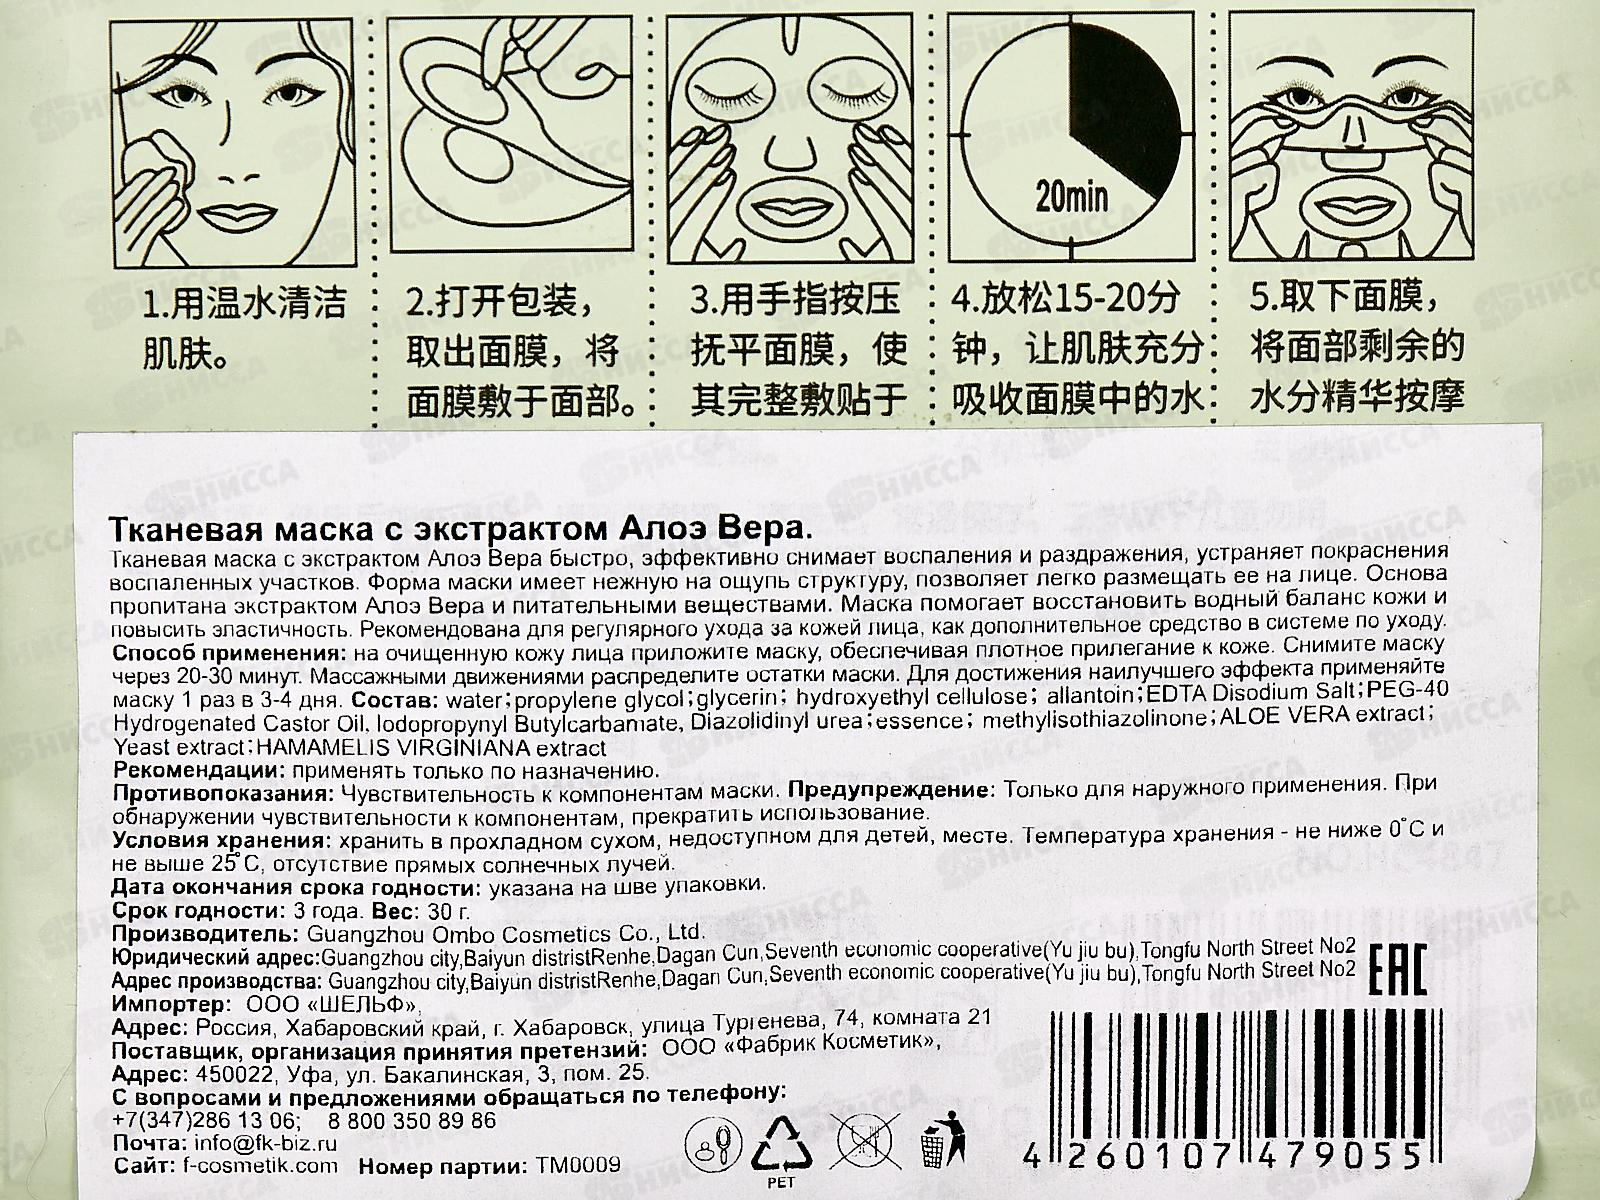 20min
1.用温水清洁
肌肤。
2.打开包装，
取出面膜，将
面膜敷于面部。
3.用手指按压
抚平面膜，使
其完整敷贴于
4.放松15-20分
钟，让肌肤充分
吸收面膜中的水
5.取下面膜，
将面部剩余的
水分精华按摩
Тканевая маска с экстрактом Алоэ Вера.
Тканевая маска с экстрактом Алоэ Вера быстро, эффективно снимает воспаления и раздражения, устраняет покраснения
воспаленных участков. Форма маски имеет нежную на ощупь структуру, позволяет легко размещать ее на лице. Основа
пропитана экстрактом Алоэ Вера и питательными веществами. Маска помогает восстановить водный баланс кожи и
повысить эластичность. Рекомендована для регулярного ухода за кожей лица, как дополнительное средство в системе по уходу.
Способ применения: на очищенную кожу лица приложите маску, обеспечивая плотное прилегание к коже. Снимите маску
через 20-30 минут. Массажными движениями распределите остатки маски. Для достижения наилучшего эффекта применяйте
маску 1 раз в 3-4 дня. Состав: water;propylene glycol;glycerin; hydroxyethyl cellulose; allantoin;EDTA Disodium Salt;PEG-40
Hydrogenated Castor Oil, Iodopropynyl Butylcarbamate, Diazolidinyl urea;essence; methylisothiazolinone;ALOE VERA extract;
Yeast extract;HAMAMELIS VIRGINIANA extract
Рекомендации: применять только по назначению.
Противопоказания: Чувствительность к компонентам маски. Предупреждение: Только для наружного применения. При
обнаружении чувствительности к компонентам, прекратить использование.
Условия хранения: хранить в прохладном сухом, недоступном для детей, месте. Температура хранения - не ниже 0°C и
не выше 25°C, отсутствие прямых солнечных лучей.
Дата окончания срока годности: указана на шве упаковки.
Срок годности: 3 года. Вес: 30 г.
Производитель: Guangzhou Ombo Cosmetics Co., Ltd.
Юридический адрес:Guangzhou city,Baiyun distristRenhe,Dagan Cun,Seventh economic cooperative(Yu jiu bu),Tongfu North Street No2
Адрес производства: Guangzhou city,Baiyun distristRenhe,Dagan Cun,Seventh economic cooperative(Yu jiu bu),Tongfu North Street No2
EAC
Импортер: ООО «ШЕЛЬФ»,
Адрес: Россия, Хабаровский край, г. Хабаровск, улица Тургенева, 74, комната 21
Поставщик, организация принятия претензий: ООО «Фабрик Косметик»,
Адрес: 450022, Уфа, ул. Бакалинская, 3, пом. 25.
С вопросами и предложениями обращаться по телефону:
+7(347)286 13 06; 8 800 350 89 86
Почта: info@fk-biz.ru
Сайт: f-cosmetik.com Номер партии: TM0009
PET
4 260107 479055
НИССА